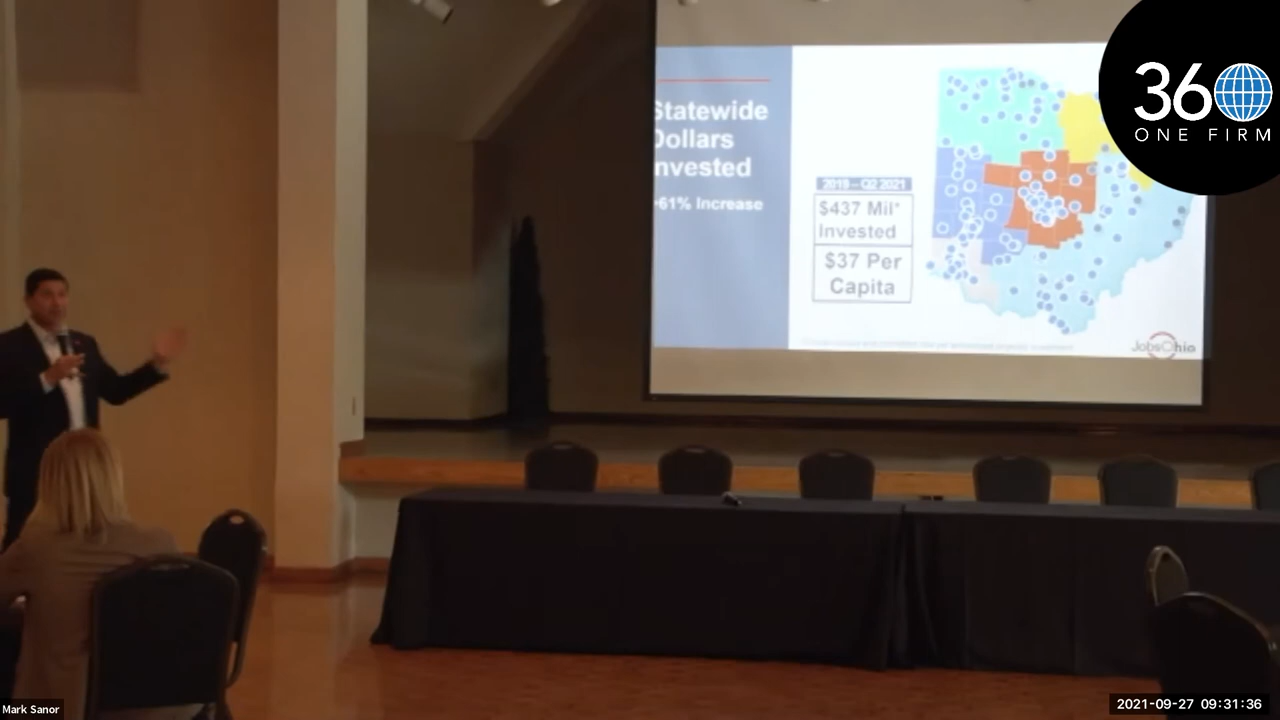 Statewide
Dollars
Invested
61% Increase
2019 – Q2 2021
$437 Mil*
Invested
$37 Per
Capita
JobsOhio
360
ONE FIRM
Mark Sanor
2021-09-27 09:31:36